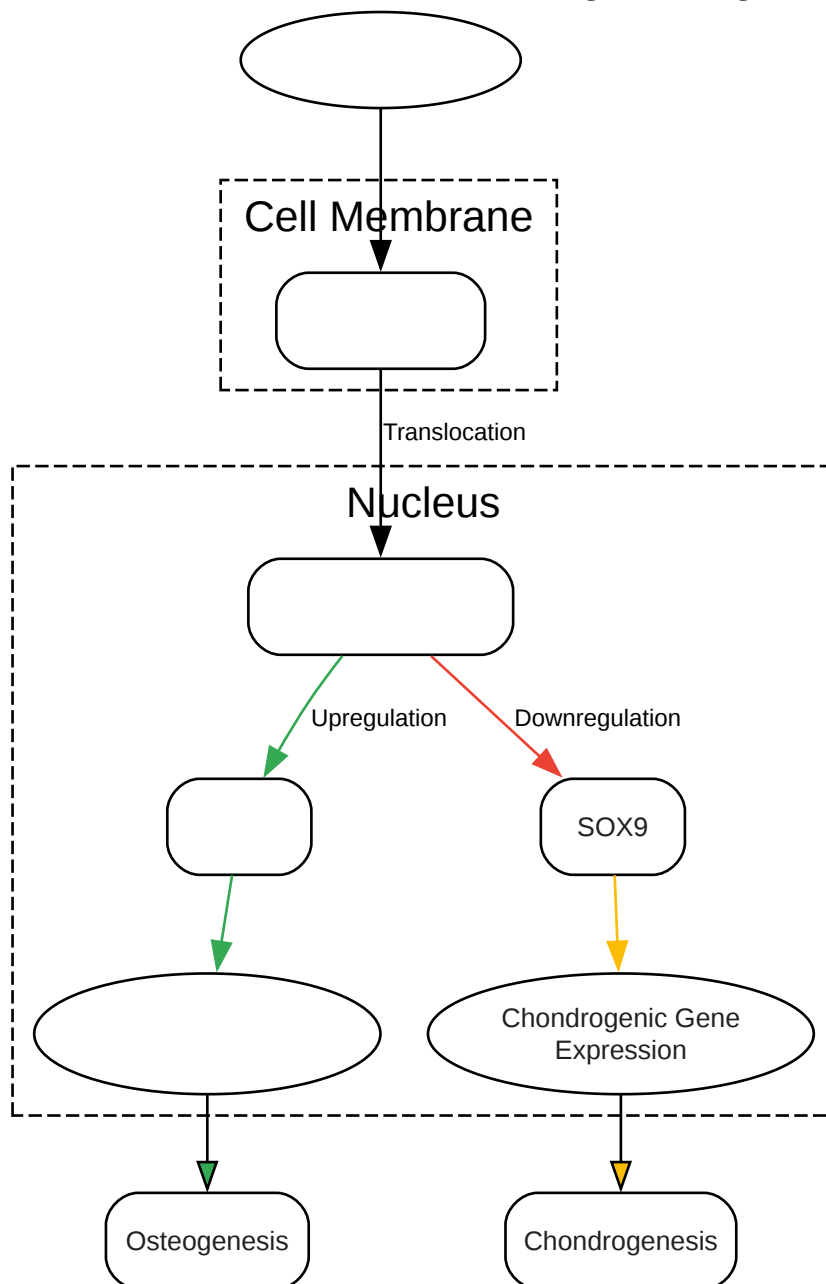 Cell Membrane
Translocation
Nucleus
Upregulation
Downregulation
SOX9
Chondrogenic Gene
Expression
Osteogenesis
Chondrogenesis